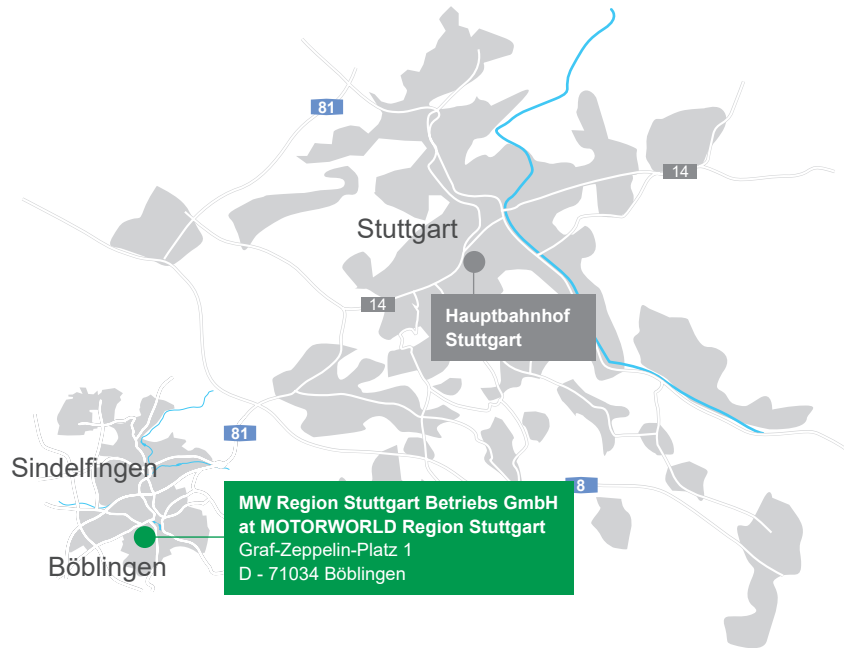 81
14
Stuttgart
14
Hauptbahnhof
Stuttgart
81
Sindelfingen
8
MW Region Stuttgart Betriebs GmbH
at MOTORWORLD Region Stuttgart
Graf-Zeppelin-Platz 1
D - 71034 Böblingen
Böblingen